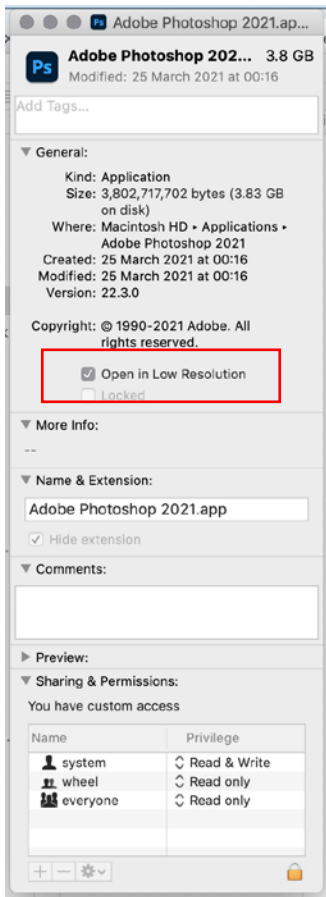 Ps Adobe Photoshop 2021.ap...
Ps
Adobe Photoshop 202... 3.8 GB
Modified: 25 March 2021 at 00:16
Add Tags...
General:
Kind: Application
Size: 3,802,717,702 bytes (3.83 GB
on disk)
Where: Macintosh HD ▸ Applications ▸
Adobe Photoshop 2021
Created: 25 March 2021 at 00:16
Modified: 25 March 2021 at 00:16
Version: 22.3.0
Copyright: © 1990-2021 Adobe. All
rights reserved.
Open in Low Resolution
Locked
More Info:
--
Name & Extension:
Adobe Photoshop 2021.app
Hide extension
Comments:
Preview:
Sharing & Permissions:
You have custom access
Name Privilege
system Read & Write
wheel Read only
everyone Read only